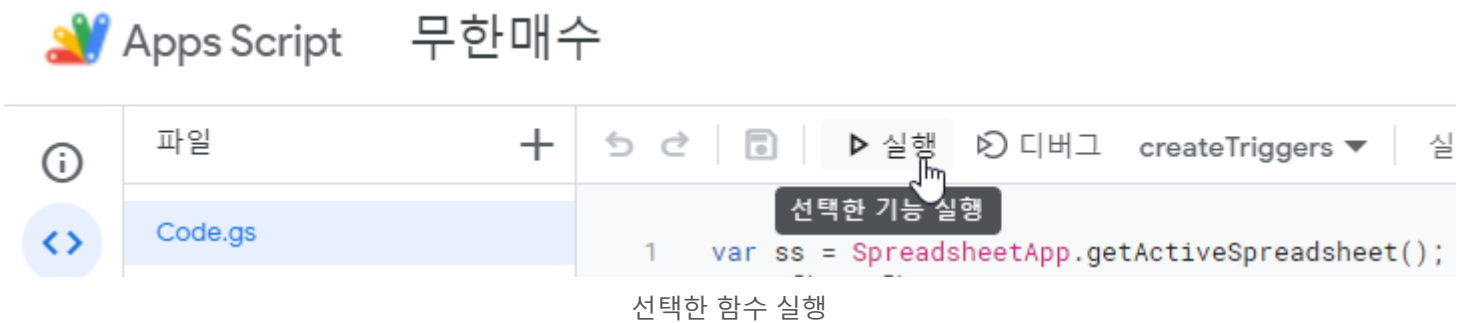 Apps Script 무한매수
파일
실행 디버그 createTriggers 실
선택한 기능 실행
Code.gs
1 var ss = SpreadsheetApp.getActiveSpreadsheet();
선택한 함수 실행